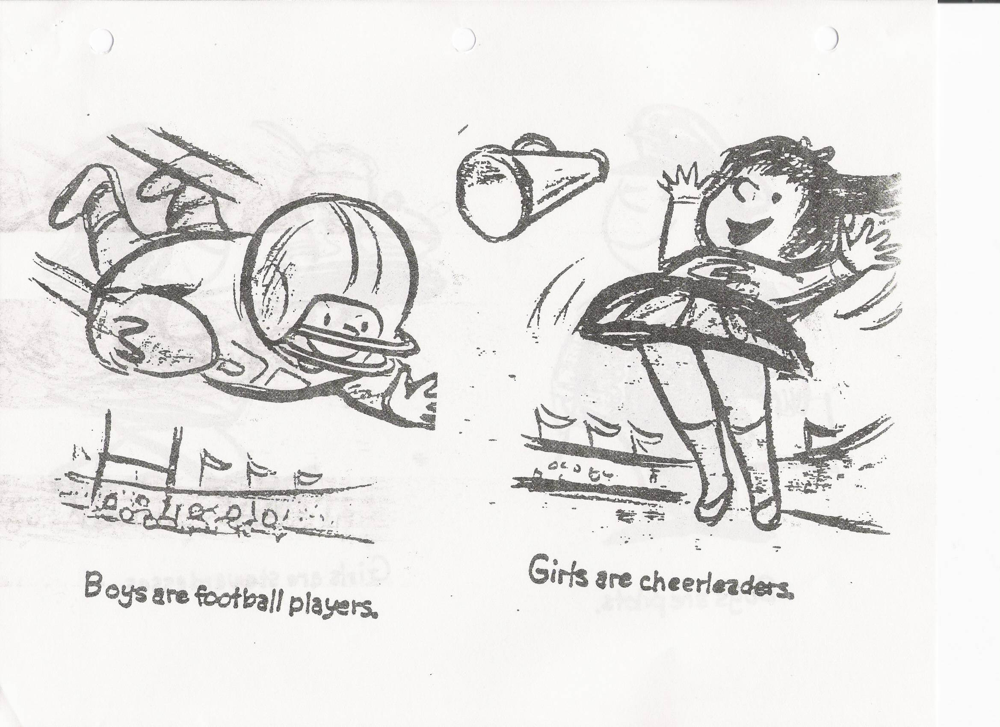 Boys are football players.
Girls are cheerleaders.